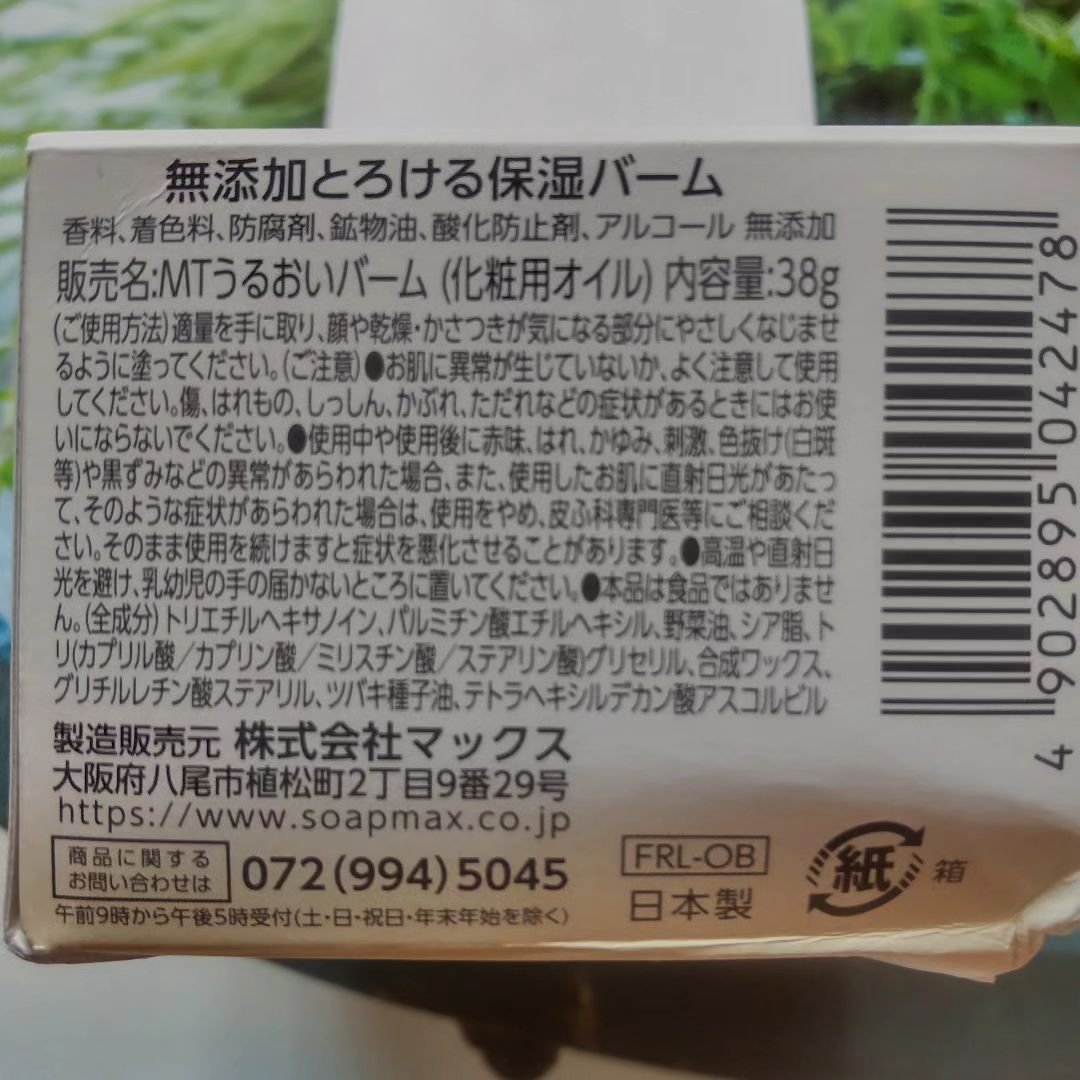 無添加とろける保湿バーム
香料、着色料、防腐剤、鉱物油、酸化防止剤、アルコール 無添加
販売名:MTうるおいバーム (化粧用オイル) 内容量:38g
(ご使用方法)適量を手に取り、顔や乾燥・かさつきが気になる部分にやさしくなじませ
るように塗ってください。(ご注意)●お肌に異常が生じていないか、よく注意して使用
してください。傷、はれもの、しっしん、かぶれ、ただれなどの症状があるときにはお使
いにならないでください。●使用中や使用後に赤味、はれ、かゆみ、刺激、色抜け(白斑
等)や黒ずみなどの異常があらわれた場合、また、使用したお肌に直射日光があたっ
て、そのような症状があらわれた場合は、使用をやめ、皮ふ科専門医等にご相談くだ
さい。そのまま使用を続けますと症状を悪化させることがあります。●高温や直射日
光を避け、乳幼児の手の届かないところに置いてください。●本品は食品ではありませ
ん。(全成分)トリエチルヘキサノイン、パルミチン酸エチルヘキシル、野菜油、シア脂、ト
リ(カプリル酸/カプリン酸/ミリスチン酸/ステアリン酸)グリセリル、合成ワックス、
グリチルレチン酸ステアリル、ツバキ種子油、テトラヘキシルデカン酸アスコルビル
製造販売元 株式会社マックス
大阪府八尾市植松町2丁目9番29号
https://www.soapmax.co.jp
商品に関する
お問い合わせは
072(994)5045
午前9時から午後5時受付(土・日・祝日・年末年始を除く)
FRL-OB
日本製
紙 箱
4902895042478